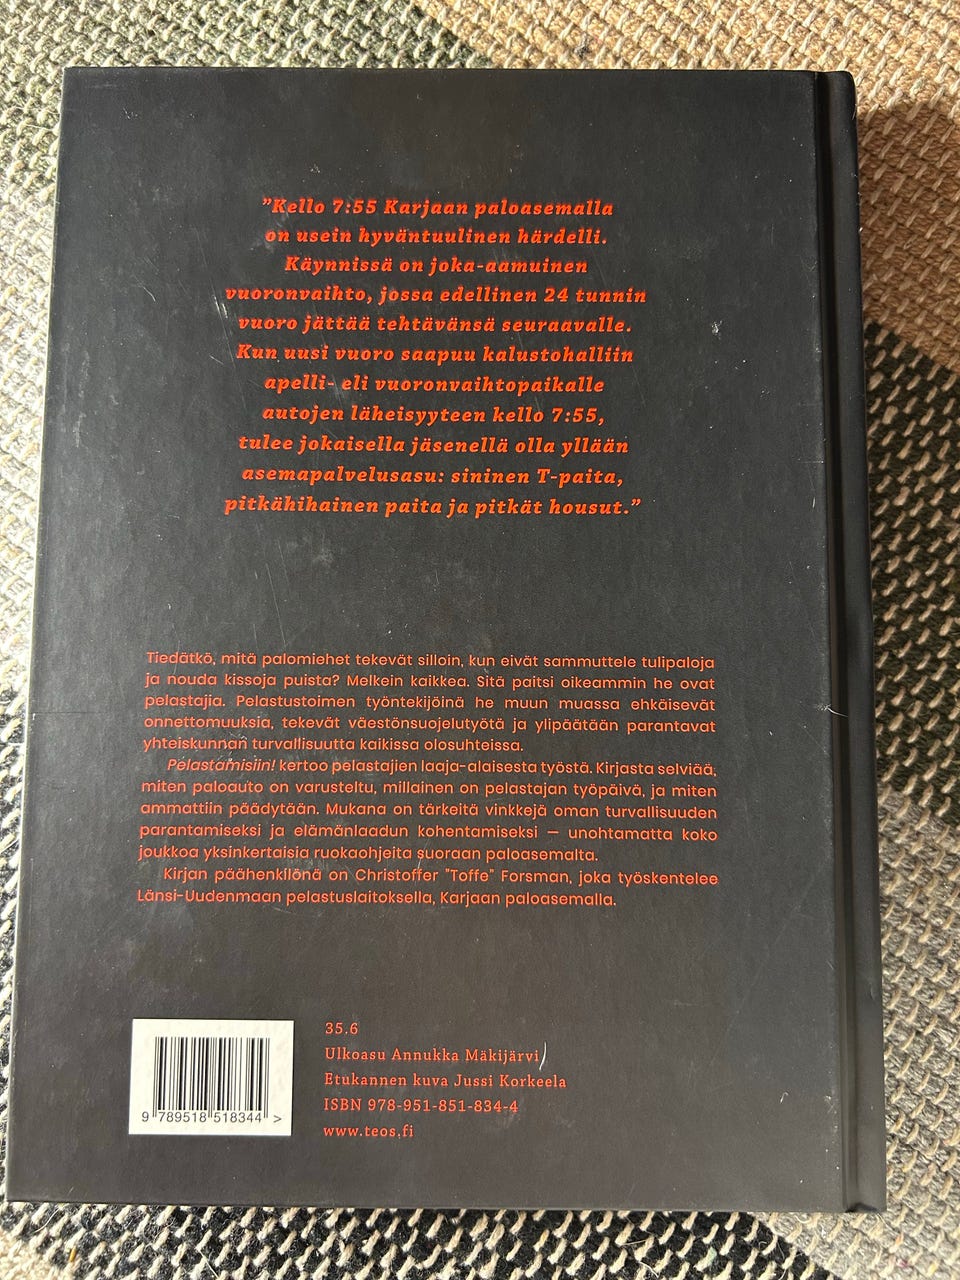 ”Kello 7:55 Karjaan paloasemalla
on usein hyväntuulinen härdelli.
Käynnissä on joka-aamuinen
vuoronvaihto, jossa edellinen 24 tunnin
vuoro jättää tehtävänsä seuraavalle.
Kun uusi vuoro saapuu kalustohalliin
apelli- eli vuoronvaihtopaikalle
autojen läheisyyteen kello 7:55,
tulee jokaisella jäsenellä olla yllään
asemapalvelusasu: sininen T-paita,
pitkähihainen paita ja pitkät housut.”
Tiedätkö, mitä palomiehet tekevät silloin, kun eivät sammuttele tulipaloja
ja nouda kissoja puista? Melkein kaikkea. Sitä paitsi oikeammin he ovat
pelastajia. Pelastustoimen työntekijöinä he muun muassa ehkäisevät
onnettomuuksia, tekevät väestönsuojelutyötä ja ylipäätään parantavat
yhteiskunnan turvallisuutta kaikissa olosuhteissa.
Pelastamisiin! kertoo pelastajien laaja-alaisesta työstä. Kirjasta selviää,
miten paloauto on varusteltu, millainen on pelastajan työpäivä, ja miten
ammattiin päädytään. Mukana on tärkeitä vinkkejä oman turvallisuuden
parantamiseksi ja elämänlaadun kohentamiseksi — unohtamatta koko
joukkoa yksinkertaisia ruokaohjeita suoraan paloasemalta.
Kirjan päähenkilönä on Christoffer "Toffe" Forsman, joka työskentelee
Länsi-Uudenmaan pelastuslaitoksella, Karjaan paloasemalla.
35.6
Ulkoasu Annukka Mäkijärvi
Etukannen kuva Jussi Korkeela
ISBN 978-951-851-834-4
www.teos.fi
9 789518 518344 >